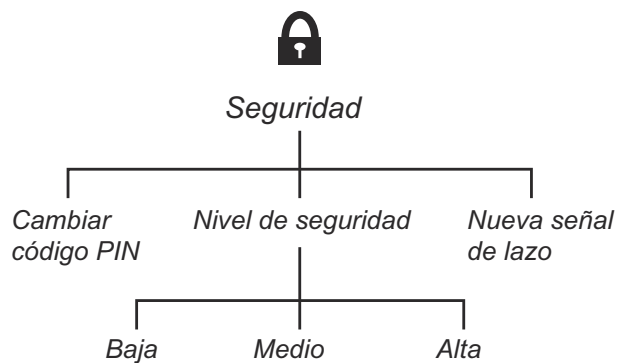 Seguridad
Cambiar
código PIN
Nivel de seguridad
Nueva señal
de lazo
Baja
Medio
Alta